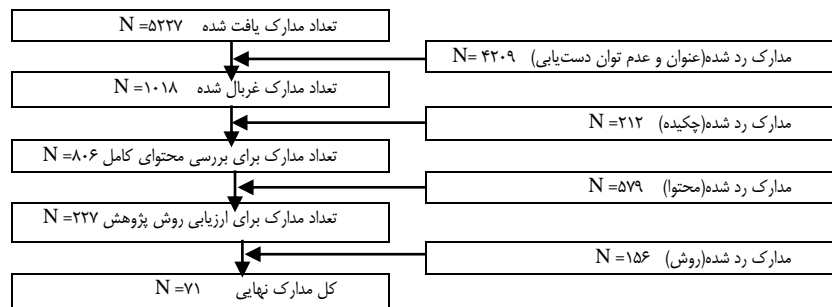 تعداد مدارک یافت شده N =۵۲۲۷
مدارک رد شده(عنوان و عدم توان دست‌یابی) N= ۴۲۰۹
تعداد مدارک غربال شده N =۱۰۱۸
مدارک رد شده(چکیده) N =۲۱۲
تعداد مدارک برای بررسی محتوای کامل N =۸۰۶
مدارک رد شده(محتوا) N =۵۷۹
تعداد مدارک برای ارزیابی روش پژوهش N =۲۲۷
مدارک رد شده(روش) N =۱۵۶
کل مدارک نهایی N =۷۱